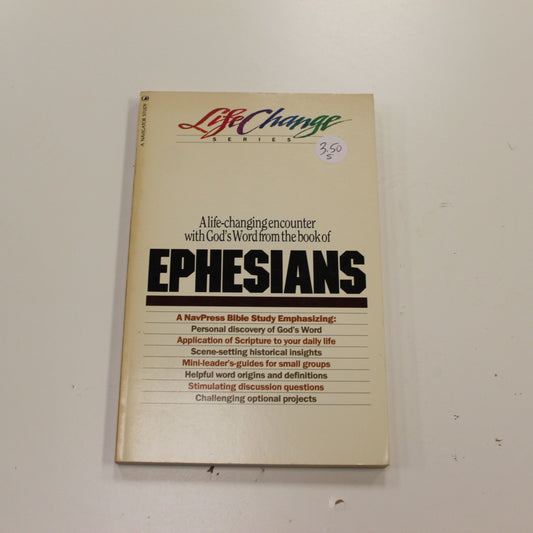 A NAVIGATOR STUDY
LifeChange
SERIES
3.50
S
A life-changing encounter
with God's Word from the book of
EPHESIANS
A NavPress Bible Study Emphasizing:
Personal discovery of God's Word
Application of Scripture to your daily life
Scene-setting historical insights
Mini-leader's-guides for small groups
Helpful word origins and definitions
Stimulating discussion questions
Challenging optional projects